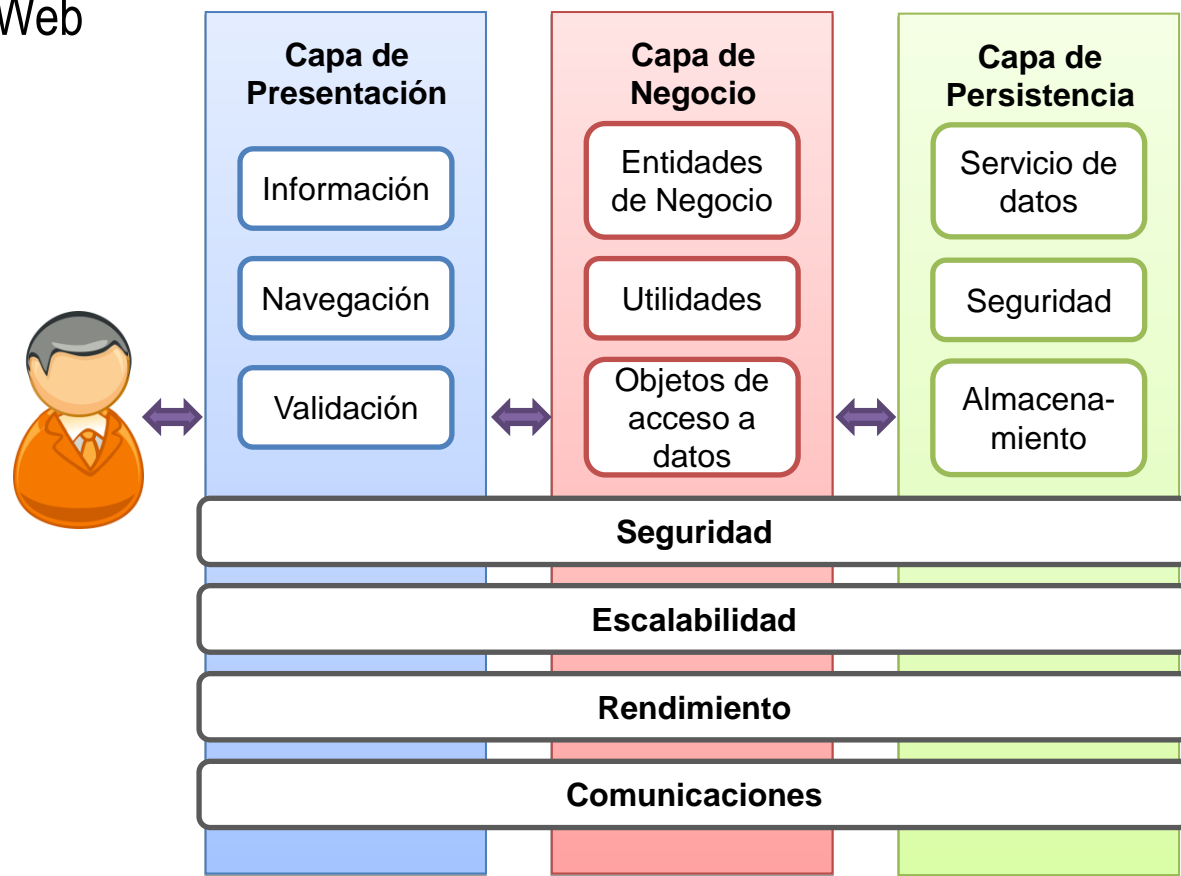 Web
Capa de
Presentación
Información
Navegación
Validación
Capa de
Negocio
Entidades
de Negocio
Utilidades
Objetos de
acceso a
datos
Capa de
Persistencia
Servicio de
datos
Seguridad
Almacena-
miento
Seguridad
Escalabilidad
Rendimiento
Comunicaciones